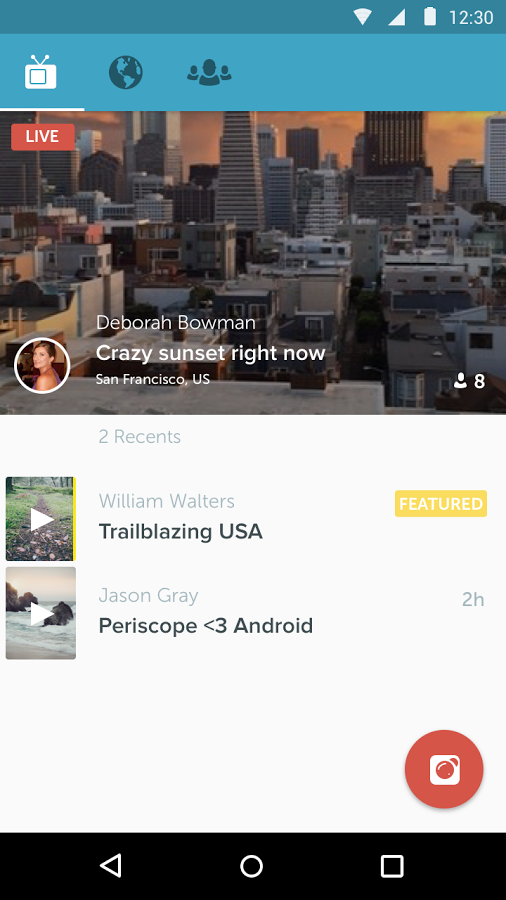 12:30
LIVE
Deborah Bowman
Crazy sunset right now
San Francisco, US
8
2 Recents
William Walters
FEATURED
Trailblazing USA
Jason Gray
2h
Periscope <3 Android